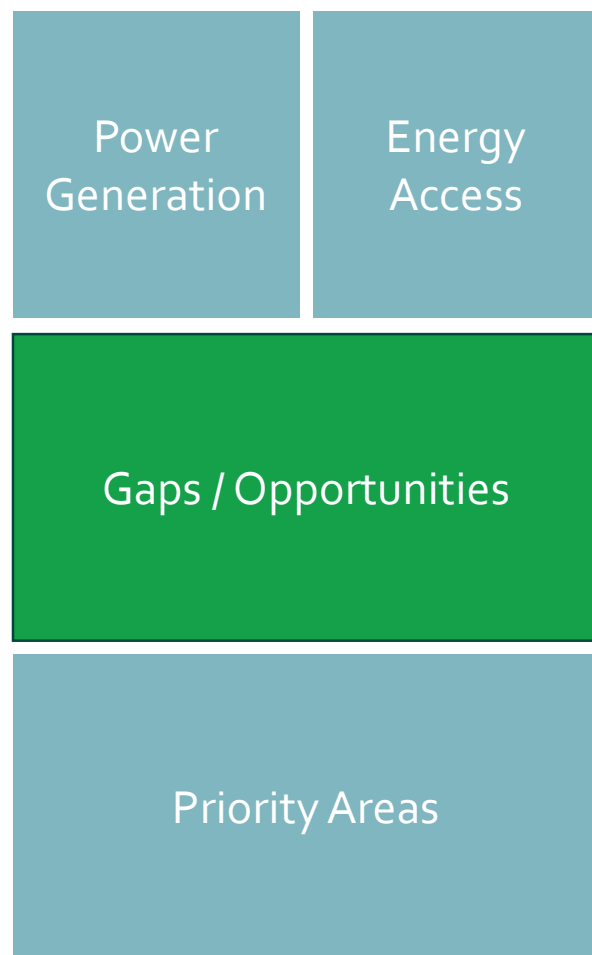 Power
Generation
Energy
Access
Gaps / Opportunities
Priority Areas